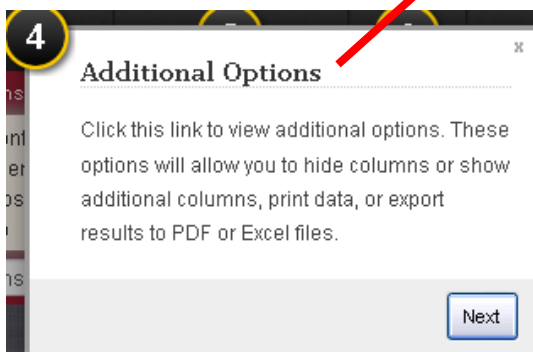 4
x
Additional Options
Click this link to view additional options. These
options will allow you to hide columns or show
additional columns, print data, or export
results to PDF or Excel files.
Next